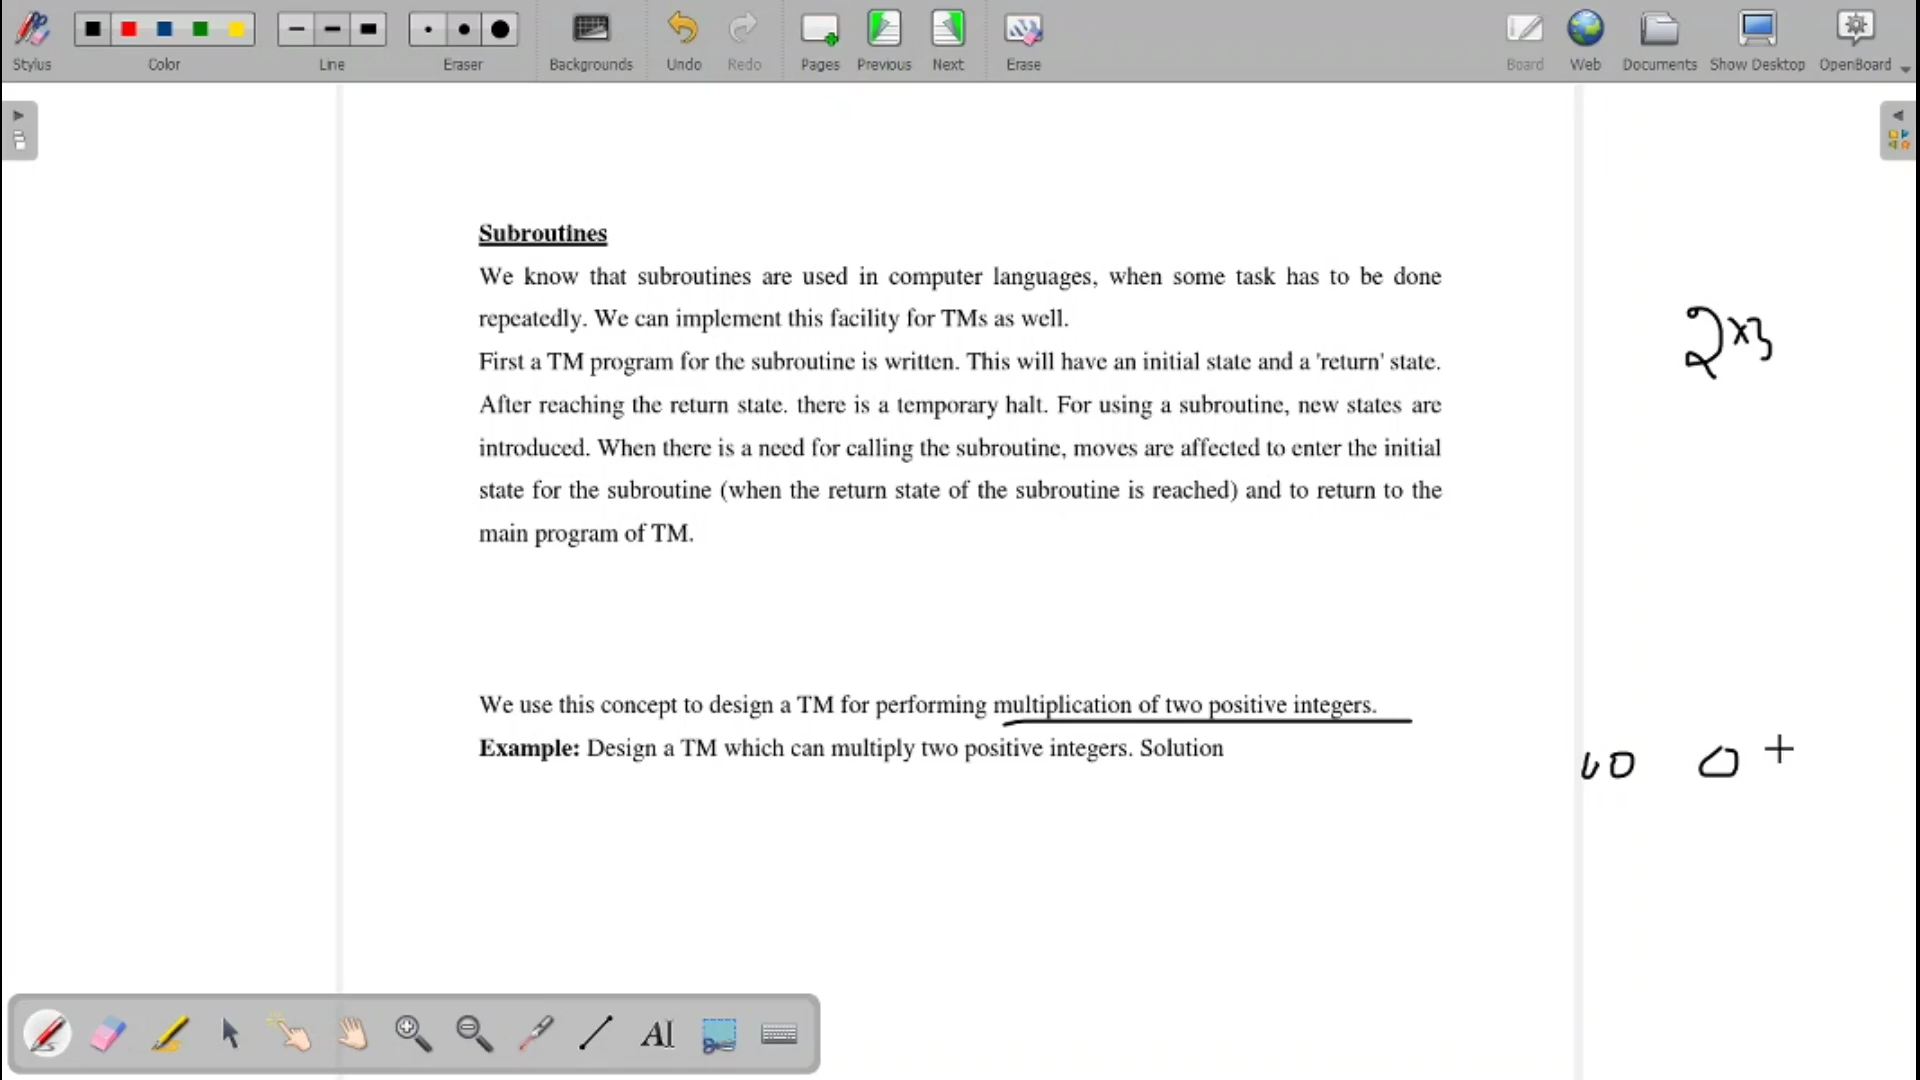 Stylus Color Line Eraser Backgrounds Undo Redo Pages Previous Next Erase Board Web Documents Show Desktop OpenBoard
Subroutines
We know that subroutines are used in computer languages, when some task has to be done
repeatedly. We can implement this facility for TMs as well.
First a TM program for the subroutine is written. This will have an initial state and a 'return' state.
After reaching the return state. there is a temporary halt. For using a subroutine, new states are
introduced. When there is a need for calling the subroutine, moves are affected to enter the initial
state for the subroutine (when the return state of the subroutine is reached) and to return to the
main program of TM.
2×3
We use this concept to design a TM for performing multiplication of two positive integers.
Example: Design a TM which can multiply two positive integers. Solution
AI